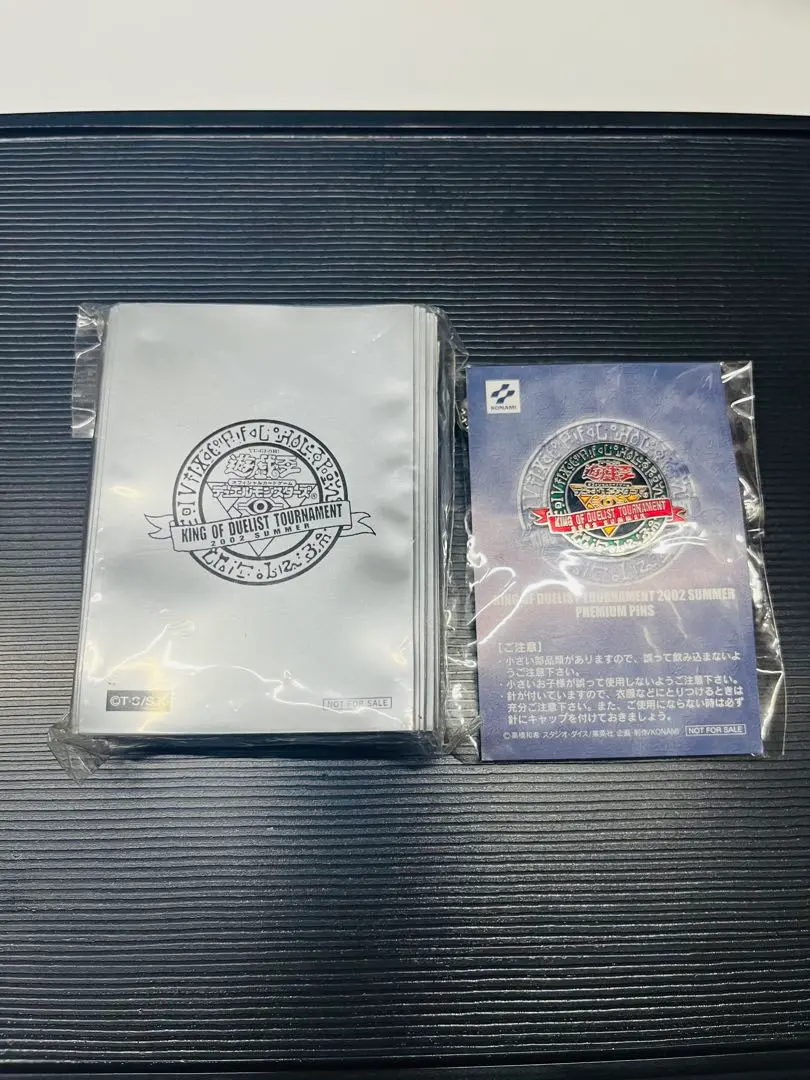 遊戯王
オフィシャルカードゲーム
デュエルモンスターズ®
KING OF DUELIST TOURNAMENT
2002 SUMMER
©T・C/S.K
NOT FOR SALE
KONAMI
遊戯王
デュエルモンスターズ
KING OF DUELIST TOURNAMENT
2002 SUMMER
KING OF DUELIST TOURNAMENT 2002 SUMMER
PREMIUM PINS
【ご注意】
・小さい部品類がありますので、誤って飲み込まないよ
うご注意下さい。
・小さいお子様が誤って使用しないようご注意下さい。
・針が付いていますので、衣服などにとりつけるときは
充分ご注意下さい。また、ご使用にならない時は必ず
針にキャップを付けておきましょう。
©高橋和希 スタジオ・ダイス/集英社 企画・制作/KONAMI
NOT FOR SALE